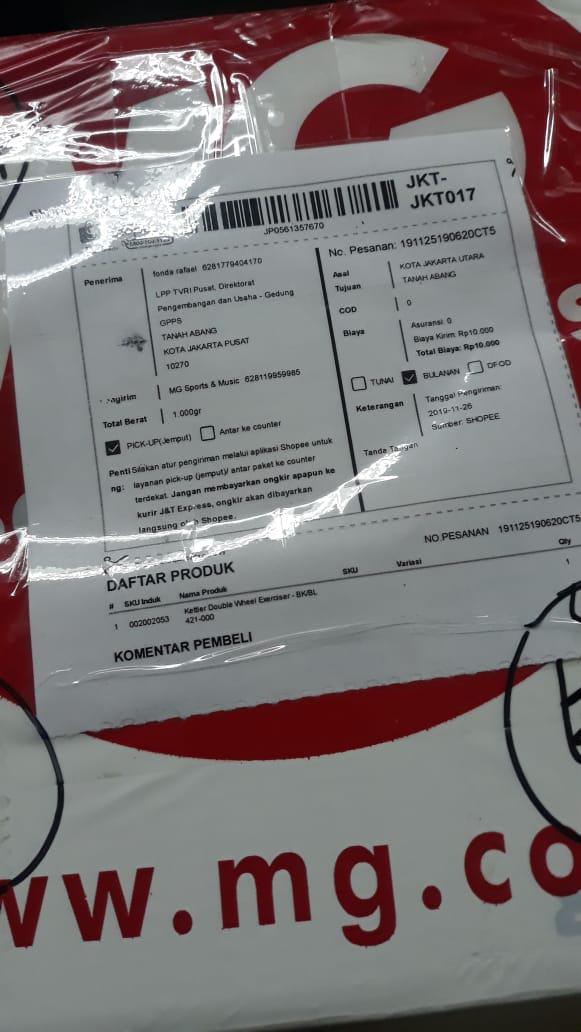 G
JKT-
JKT017
JP0561357670
No. Pesanan: 191125190620CT5
Penerima
fonda rafael 6281779404170
LPP TVRI Pusat, Direktorat
Pengembangan dan Usaha - Gedung
GPPS
TANAH ABANG
KOTA JAKARTA PUSAT
10270
Asal
KOTA JAKARTA UTARA
Tujuan
TANAH ABANG
COD
0
Biaya
Asuransi: 0
Biaya Kirim: Rp10.000
Total Biaya: Rp10.000
MG Sports & Music 628119959985
Total Berat
1.000gr
PICK-UP(Jemput)
Antar ke counter
TUNAI
BULANAN
DFOD
Keterangan
Tanggal Pengiriman:
2019-11-26
Sumber: SHOPEE
Tanda Tangan
Penti
ng:
Silakan atur pengiriman melalui aplikasi Shopee untuk
layanan pick-up (jemput)/ antar paket ke counter
terdekat. Jangan membayarkan ongkir apapun ke
kurir J&T Express, ongkir akan dibayarkan
langsung oleh Shopee.
NO.PESANAN 191125190620CT5
DAFTAR PRODUK
# SKU Induk Nama Produk SKU Variasi Qty
1 002002053 Kettler Double Wheel Exerciser - BK/BL 1
421-000
KOMENTAR PEMBELI
ww.mg.co